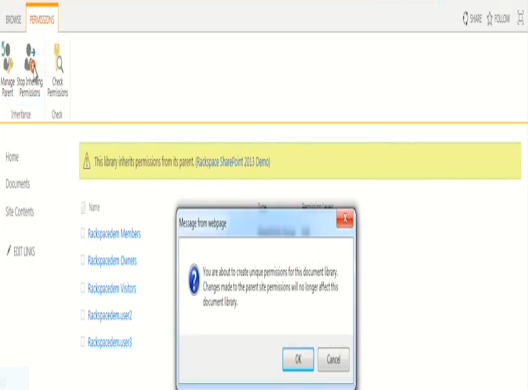 BROWSE PERMISSIONS SHARE FOLLOW
Manage Parent Stop Inheriting Permissions Check Permissions
Inheritance Check
Home
Documents
Site Contents
EDIT LINKS
This library inherits permissions from its parent. (Rackspace SharePoint 2013 Demo)
Name Type
Rackspacedem Members
Rackspacedem Owners
Rackspacedem Visitors
Rackspacedem.user2
Rackspacedem.user3
Message from webpage
You are about to create unique permissions for this document library.
Changes made to the parent site permissions will no longer affect this
document library.
OK Cancel